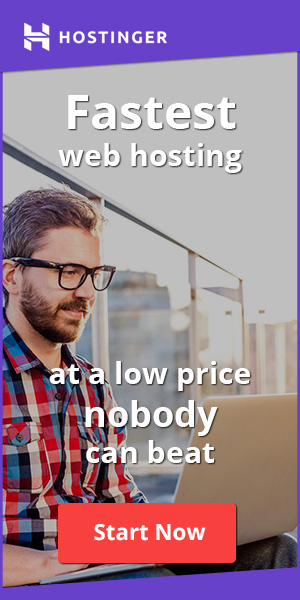 HOSTINGER
Fastest
web hosting
at a low price
nobody
can beat
Start Now